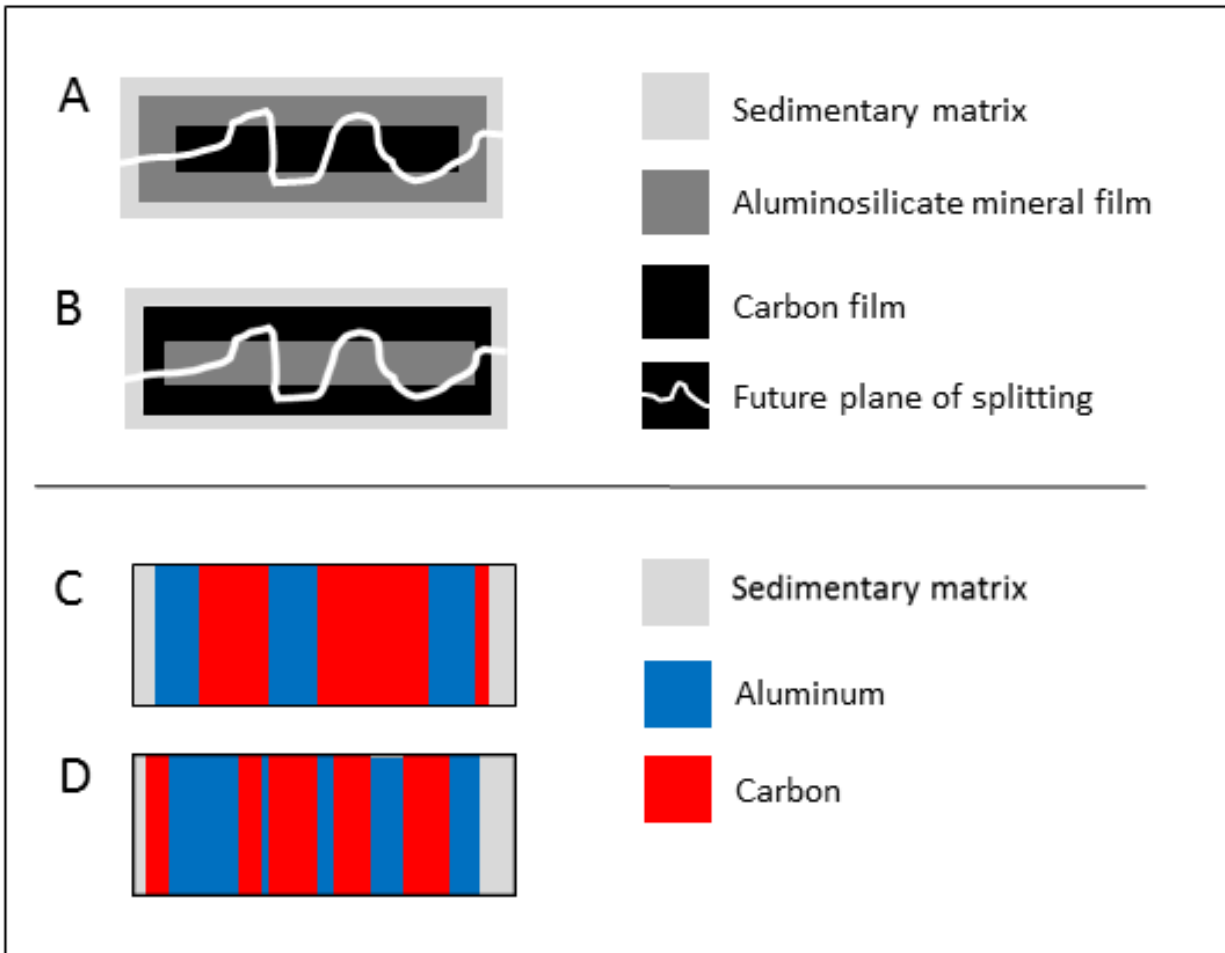 A
Sedimentary matrix
Aluminosilicate mineral film
B
Carbon film
Future plane of splitting
C
Sedimentary matrix
Aluminum
D
Carbon